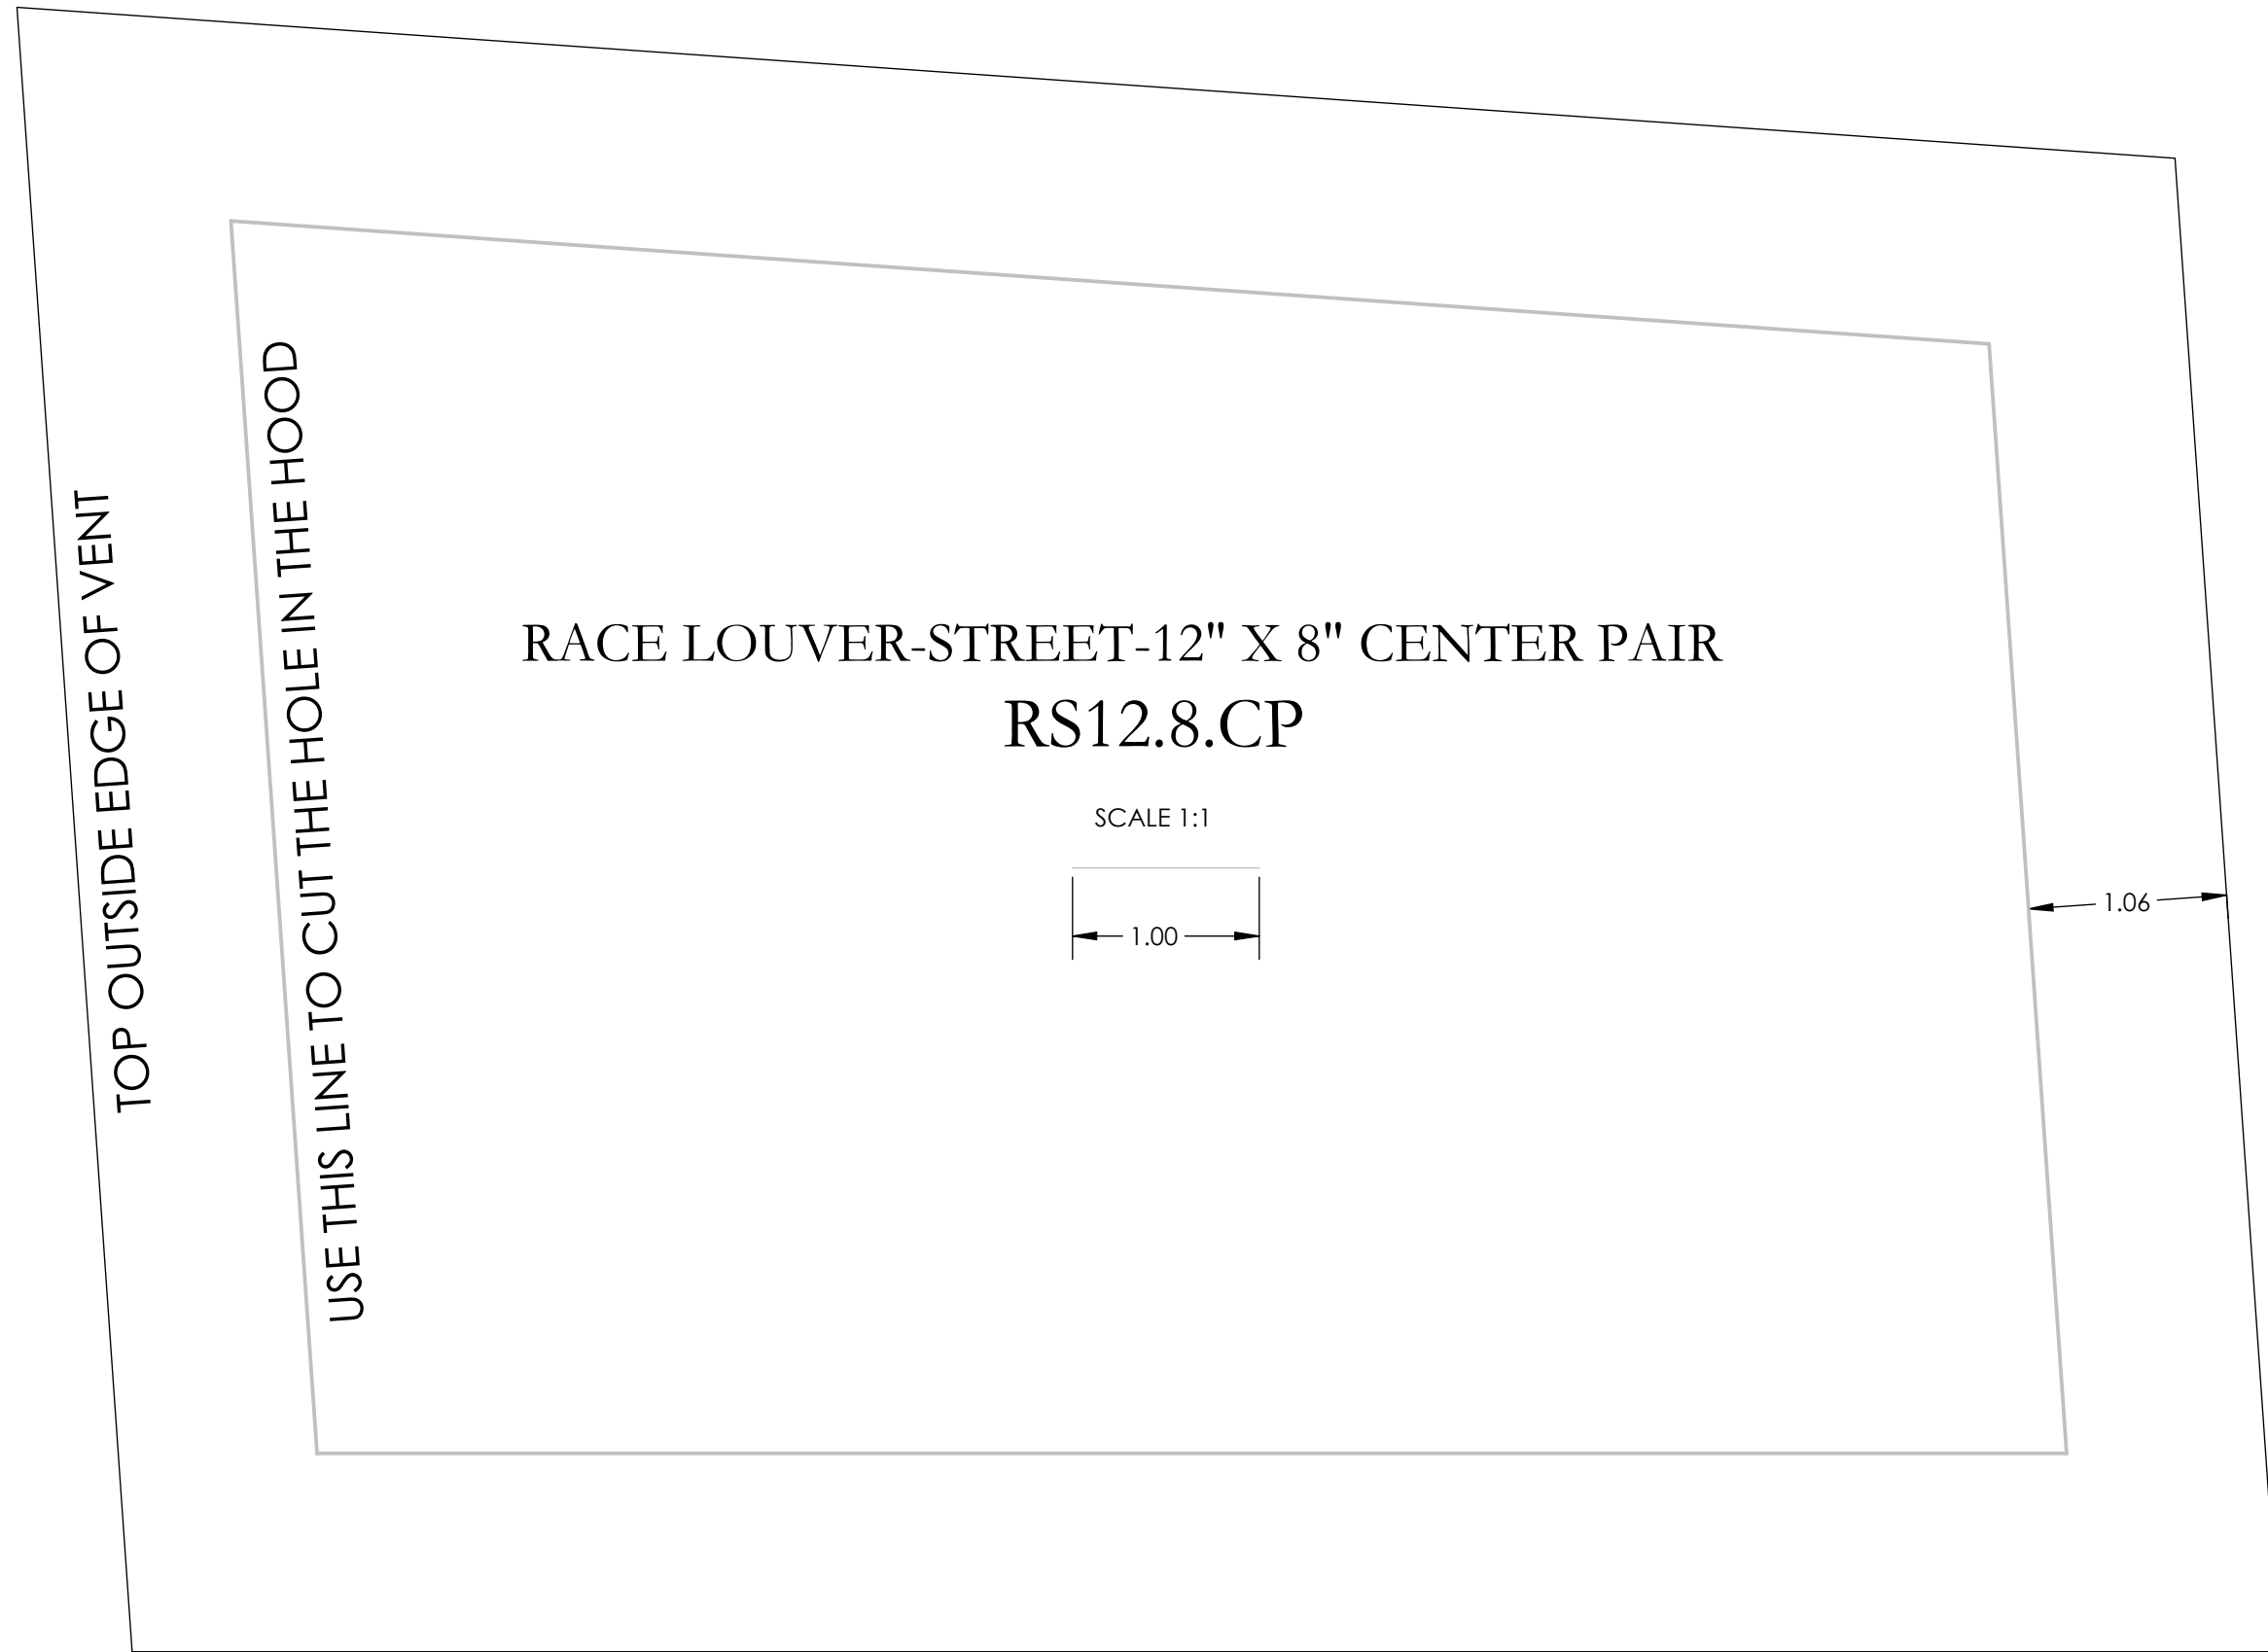 TOP OUTSIDE EDGE OF VENT
USE THIS LINE TO CUT THE HOLE IN THE HOOD
RACE LOUVER-STREET-12" X 8" CENTER PAIR
RS12.8.CP
SCALE 1:1
1.00
1.06